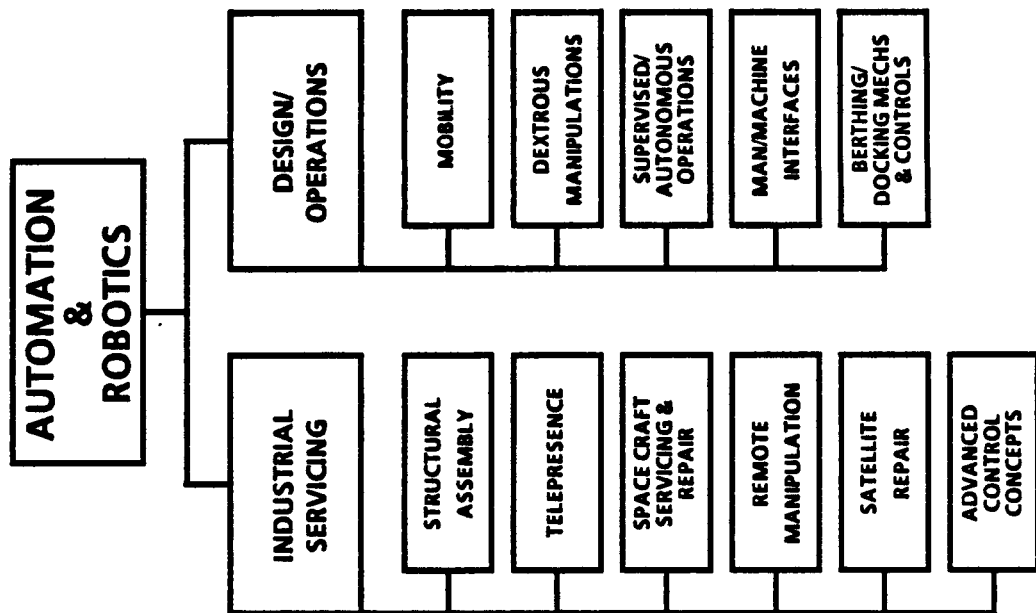 AUTOMATION
&
ROBOTICS
INDUSTRIAL
SERVICING
STRUCTURAL
ASSEMBLY
TELEPRESENCE
SPACE CRAFT
SERVICING &
REPAIR
REMOTE
MANIPULATION
SATELLITE
REPAIR
ADVANCED
CONTROL
CONCEPTS
DESIGN/
OPERATIONS
MOBILITY
DEXTROUS
MANIPULATIONS
SUPERVISED/
AUTONOMOUS
OPERATIONS
MAN/MACHINE
INTERFACES
BERTHING/
DOCKING MECHS
& CONTROLS